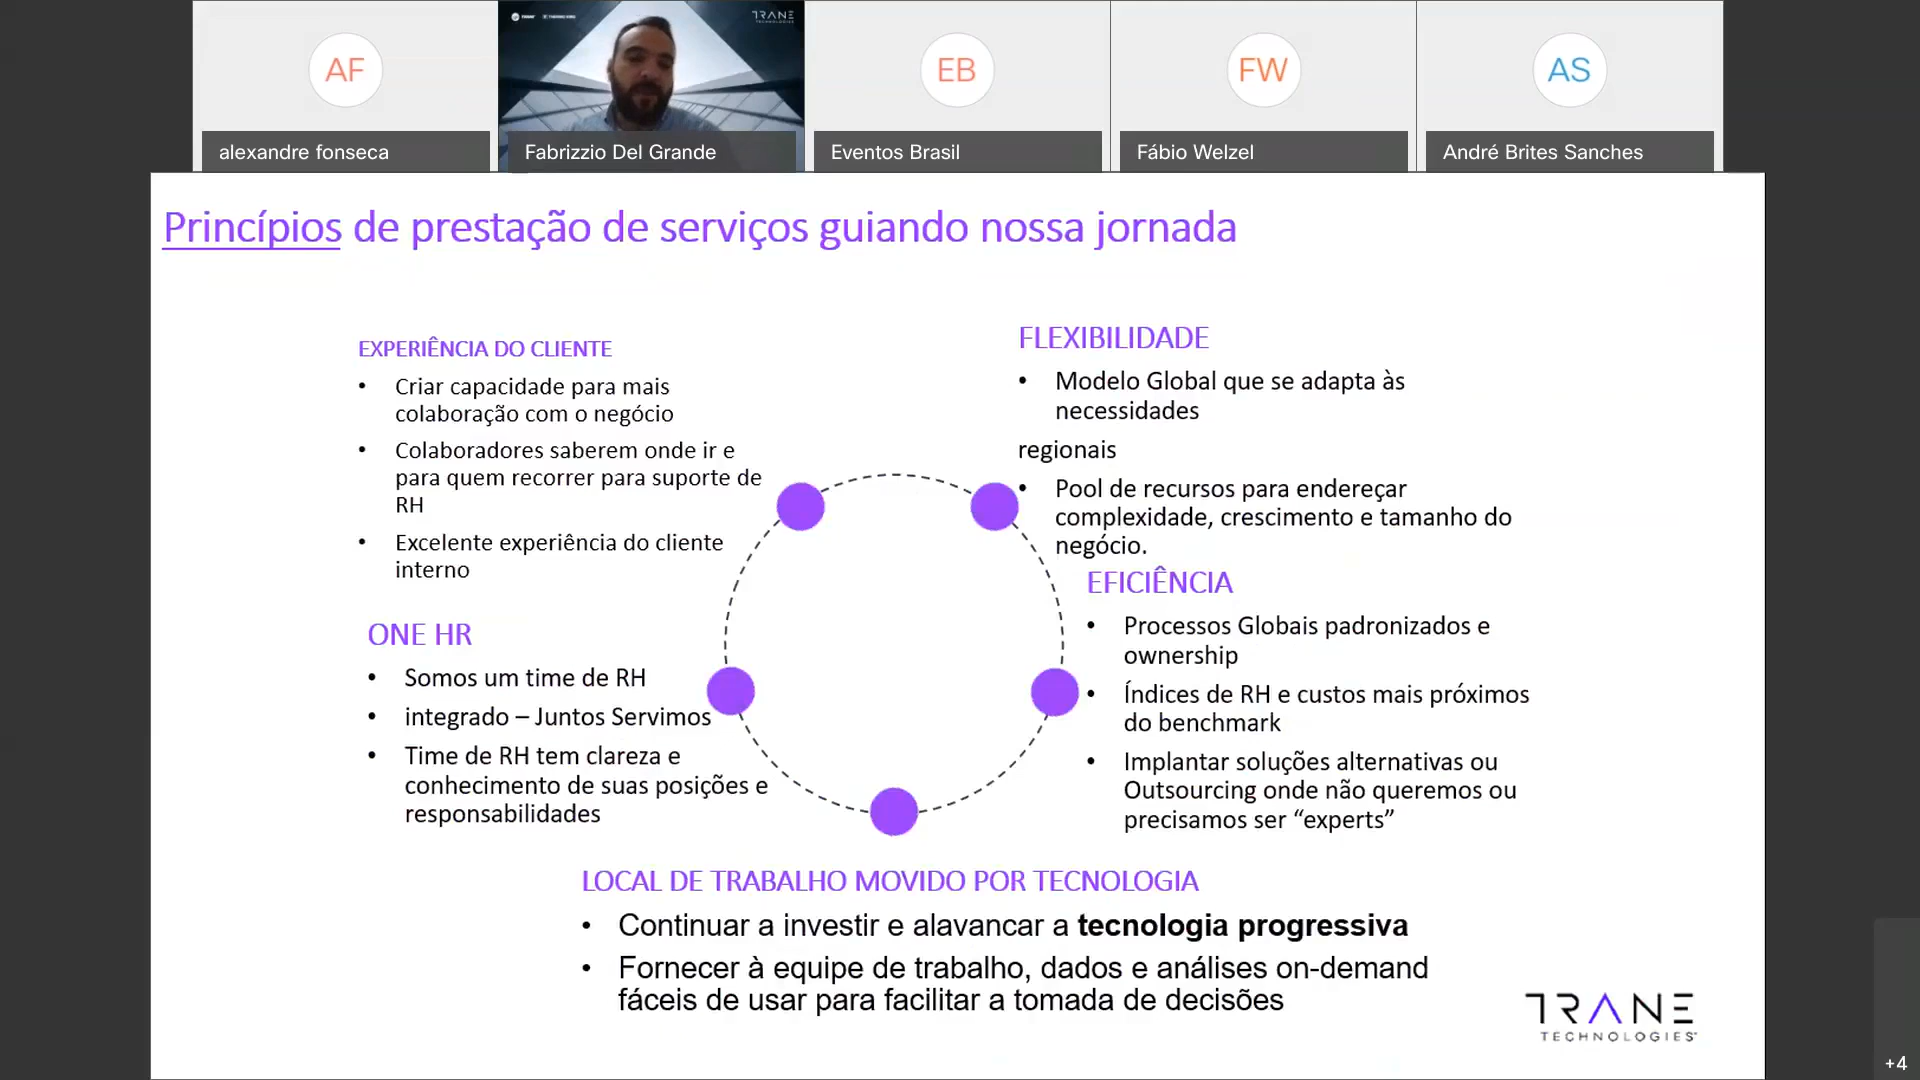 AF
alexandre fonseca
TRANE
TECHNOLOGIES
Fabrizzio Del Grande
EB
Eventos Brasil
FW
Fábio Welzel
AS
André Brites Sanches
Princípios de prestação de serviços guiando nossa jornada
EXPERIÊNCIA DO CLIENTE
• Criar capacidade para mais
colaboração com o negócio
• Colaboradores saberem onde ir e
para quem recorrer para suporte de
RH
• Excelente experiência do cliente
interno
ONE HR
• Somos um time de RH
• integrado – Juntos Servimos
• Time de RH tem clareza e
conhecimento de suas posições e
responsabilidades
FLEXIBILIDADE
• Modelo Global que se adapta às
necessidades
regionais
• Pool de recursos para endereçar
complexidade, crescimento e tamanho do
negócio.
EFICIÊNCIA
• Processos Globais padronizados e
ownership
• Índices de RH e custos mais próximos
do benchmark
• Implantar soluções alternativas ou
Outsourcing onde não queremos ou
precisamos ser “experts”
LOCAL DE TRABALHO MOVIDO POR TECNOLOGIA
• Continuar a investir e alavancar a tecnologia progressiva
• Fornecer à equipe de trabalho, dados e análises on-demand
fáceis de usar para facilitar a tomada de decisões
TRANE
TECHNOLOGIES
+4